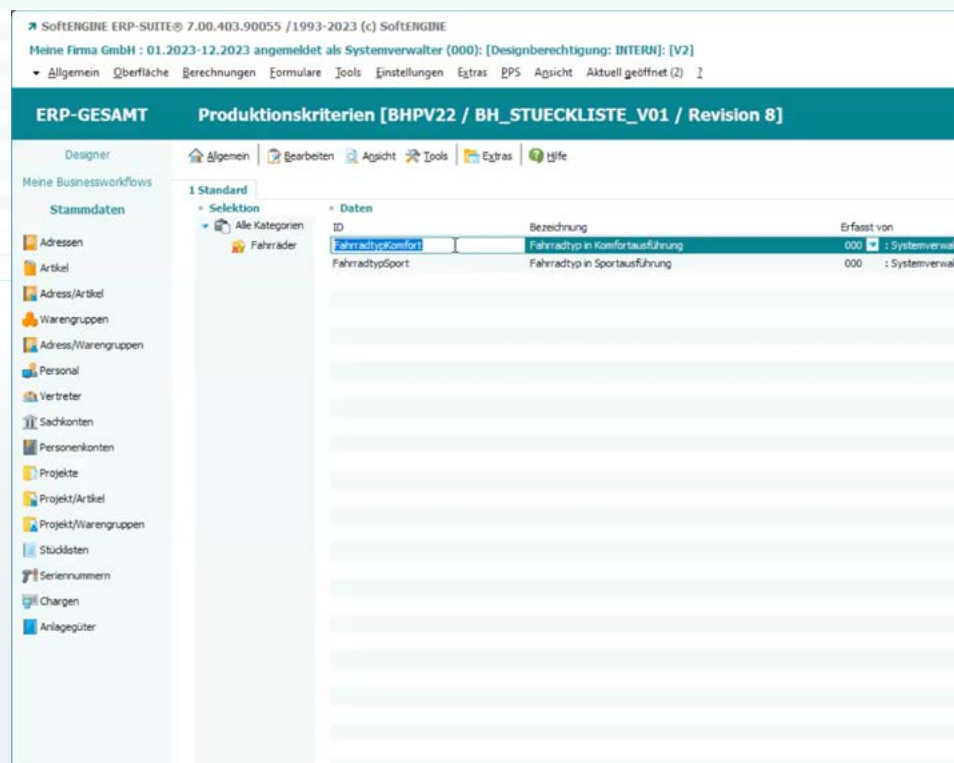 SoftENGINE ERP-SUITE® 7.00.403.90055 /1993-2023 (c) SoftENGINE
Meine Firma GmbH : 01.2023-12.2023 angemeldet als Systemverwalter (000): [Designberechtigung: INTERN]: [V2]
Allgemein Oberfläche Berechnungen Formulare Tools Einstellungen Extras PPS Ansicht Aktuell geöffnet (2) ?
ERP-GESAMT Produktionskriterien [BHPV22 / BH_STUECKLISTE_V01 / Revision 8]
Designer
Allgemein Bearbeiten Ansicht Tools Extras Hilfe
Meine Businessworkflows
1 Standard
Stammdaten
Selektion Daten
Alle Kategorien ID Bezeichnung Erfasst von
Adressen Fahrräder FahrradtypKomfort Fahrradtyp in Komfortausführung 000 : Systemverwal
Artikel FahrradtypSport Fahrradtyp in Sportausführung 000 : Systemverwal
Adress/Artikel
Warengruppen
Adress/Warengruppen
Personal
Vertreter
Sachkonten
Personenkonten
Projekte
Projekt/Artikel
Projekt/Warengruppen
Stücklisten
Seriennummern
Chargen
Anlagegüter